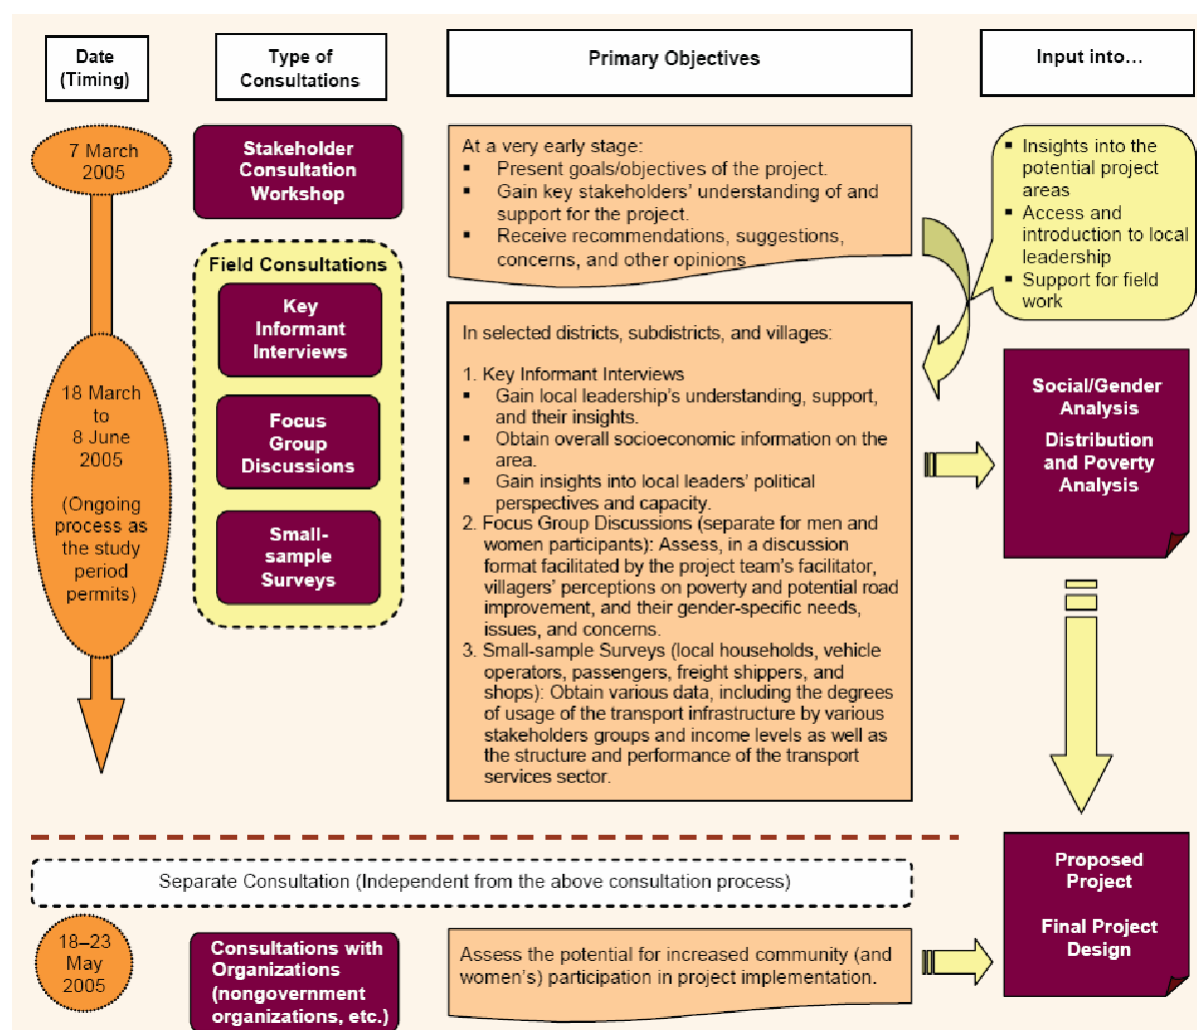 Date
(Timing)
Type of
Consultations
Primary Objectives
Input into…
7 March
2005
Stakeholder
Consultation
Workshop
At a very early stage:
▪ Present goals/objectives of the project.
▪ Gain key stakeholders’ understanding of and
support for the project.
▪ Receive recommendations, suggestions,
concerns, and other opinions
▪ Insights into the
potential project
areas
▪ Access and
introduction to local
leadership
▪ Support for field
work
Field Consultations
Key
Informant
Interviews
Focus
Group
Discussions
Small-
sample
Surveys
18 March
to
8 June
2005
(Ongoing
process as
the study
period
permits)
In selected districts, subdistricts, and villages:
1. Key Informant Interviews
▪ Gain local leadership’s understanding, support,
and their insights.
▪ Obtain overall socioeconomic information on the
area.
▪ Gain insights into local leaders’ political
perspectives and capacity.
2. Focus Group Discussions (separate for men and
women participants): Assess, in a discussion
format facilitated by the project team’s facilitator,
villagers’ perceptions on poverty and potential road
improvement, and their gender-specific needs,
issues, and concerns.
3. Small-sample Surveys (local households, vehicle
operators, passengers, freight shippers, and
shops): Obtain various data, including the degrees
of usage of the transport infrastructure by various
stakeholders groups and income levels as well as
the structure and performance of the transport
services sector.
Social/Gender
Analysis
Distribution
and Poverty
Analysis
Separate Consultation (Independent from the above consultation process)
18–23
May
2005
Consultations with
Organizations
(nongovernment
organizations, etc.)
Assess the potential for increased community (and
women’s) participation in project implementation.
Proposed
Project
Final Project
Design